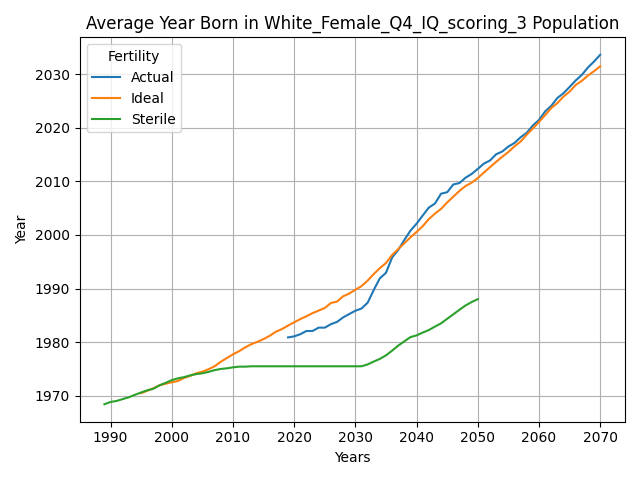 Average Year Born in White_Female_Q4_IQ_scoring_3 Population
Fertility
Actual
Ideal
Sterile
Year
2030
2020
2010
2000
1990
1980
1970
1990 2000 2010 2020 2030 2040 2050 2060 2070
Years